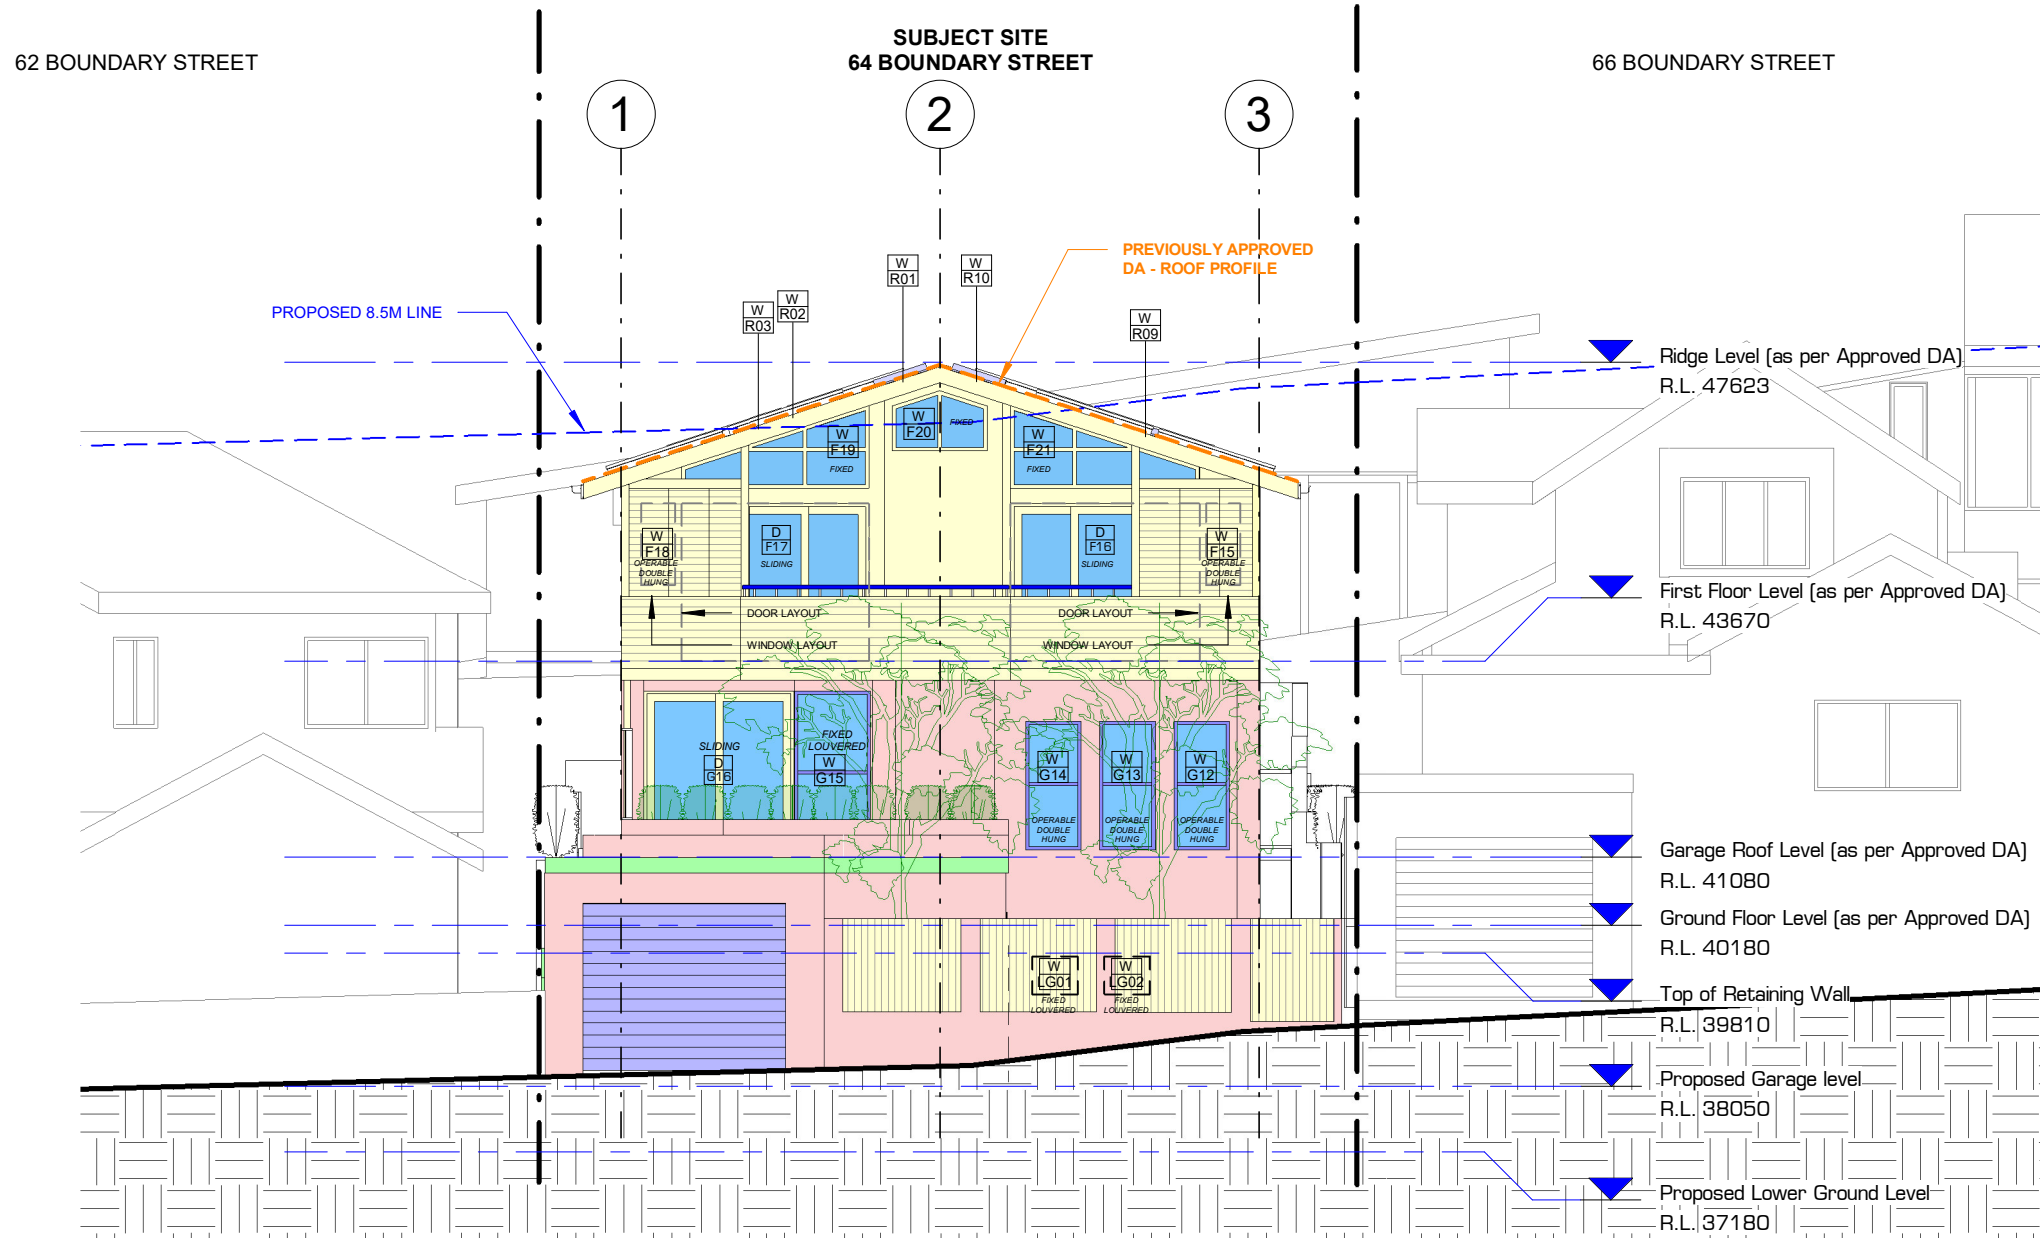 62 BOUNDARY STREET
SUBJECT SITE
64 BOUNDARY STREET
66 BOUNDARY STREET
1
2
3
PREVIOUSLY APPROVED
DA - ROOF PROFILE
W
R01
W
R10
PROPOSED 8.5M LINE
W
R03
W
R02
W
R09
Ridge Level (as per Approved DA)
R.L. 47623
W
F19
FIXED
W
F20
FIXED
W
F21
FIXED
W
F18
OPERABLE
DOUBLE
HUNG
D
F17
SLIDING
D
F16
SLIDING
W
F15
OPERABLE
DOUBLE
HUNG
First Floor Level (as per Approved DA)
R.L. 43670
DOOR LAYOUT
DOOR LAYOUT
WINDOW LAYOUT
WINDOW LAYOUT
SLIDING
D
G16
FIXED
LOUVERED
W
G15
W
G14
OPERABLE
DOUBLE
HUNG
W
G13
OPERABLE
DOUBLE
HUNG
W
G12
OPERABLE
DOUBLE
HUNG
Garage Roof Level (as per Approved DA)
R.L. 41080
Ground Floor Level (as per Approved DA)
R.L. 40180
W
LG01
FIXED
LOUVERED
W
LG02
FIXED
LOUVERED
Top of Retaining Wall
R.L. 39810
Proposed Garage level
R.L. 38050
Proposed Lower Ground Level
R.L. 37180